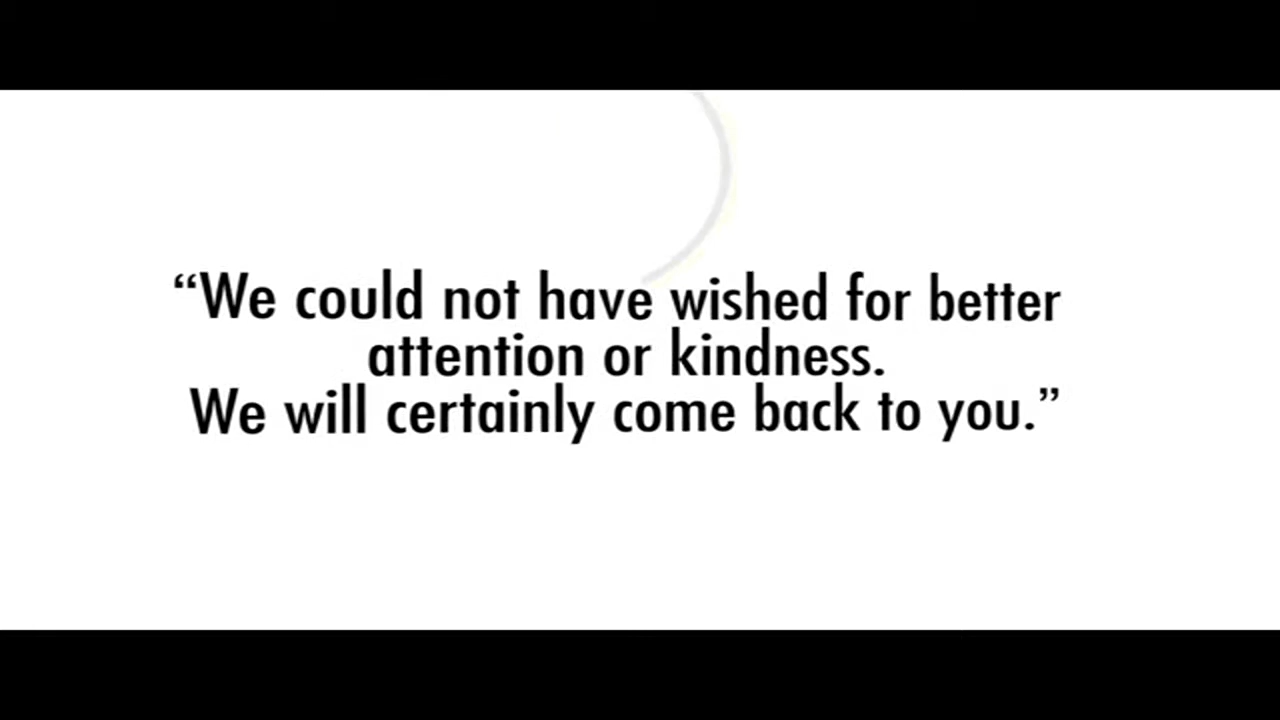 “We could not have wished for better
attention or kindness.
We will certainly come back to you.”